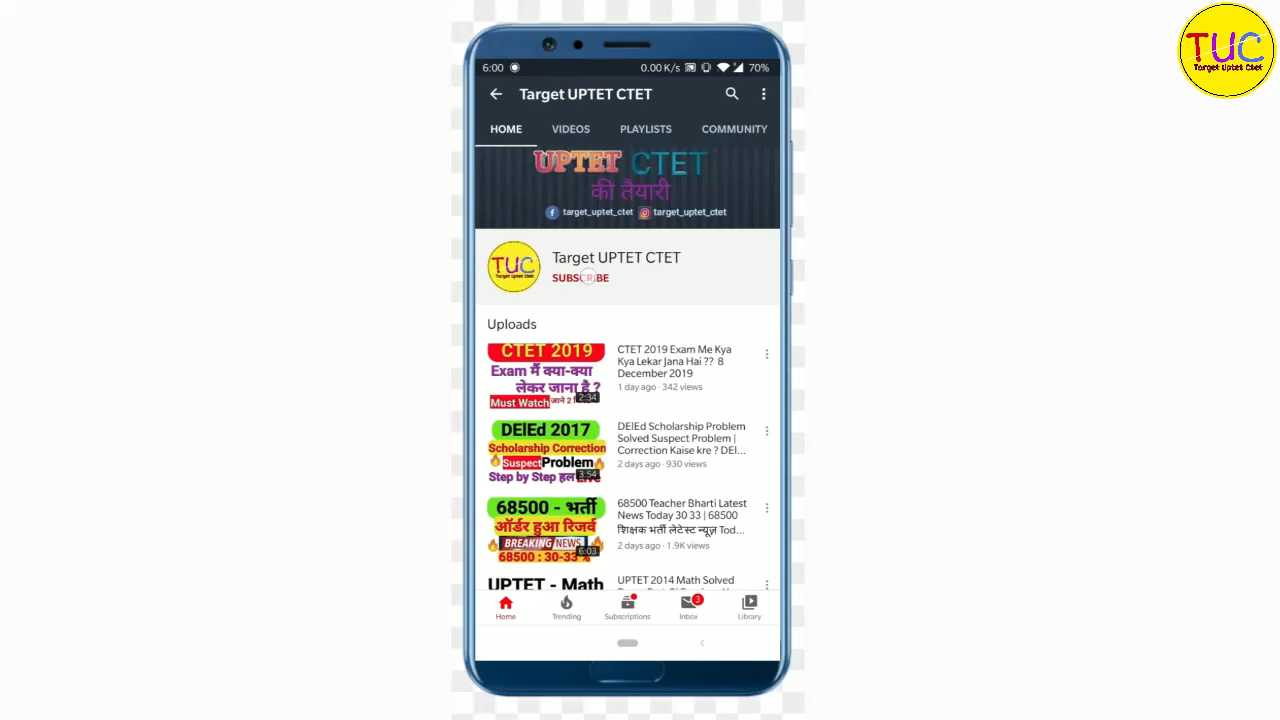 TUC
Target Uptet Ctet
6:00
0.00 K/s
70%
Target UPTET CTET
HOME
VIDEOS
PLAYLISTS
COMMUNITY
UPTET CTET
की तैयारी
target_uptet_ctet
target_uptet_ctet
TUC
Target Uptet Ctet
Target UPTET CTET
SUBSCRIBE
Uploads
CTET 2019
Exam में क्या-क्या
लेकर जाना है ?
Must Watch
जाने 2
2:34
CTET 2019 Exam Me Kya
Kya Lekar Jana Hai ?? 8
December 2019
1 day ago · 342 views
DElEd 2017
Scholarship Correction
Suspect Problem
Step by Step हल
3:54
DElEd Scholarship Problem
Solved Suspect Problem |
Correction Kaise kre ? DEl...
2 days ago · 930 views
68500 - भर्ती
ऑर्डर हुआ रिजर्व
BREAKING NEWS
68500 : 30-33 %
6:03
68500 Teacher Bharti Latest
News Today 30 33 | 68500
शिक्षक भर्ती लेटेस्ट न्यूज़ Tod...
2 days ago · 1.9K views
UPTET - Math
UPTET 2014 Math Solved
Home
Trending
Subscriptions
3
Inbox
Library